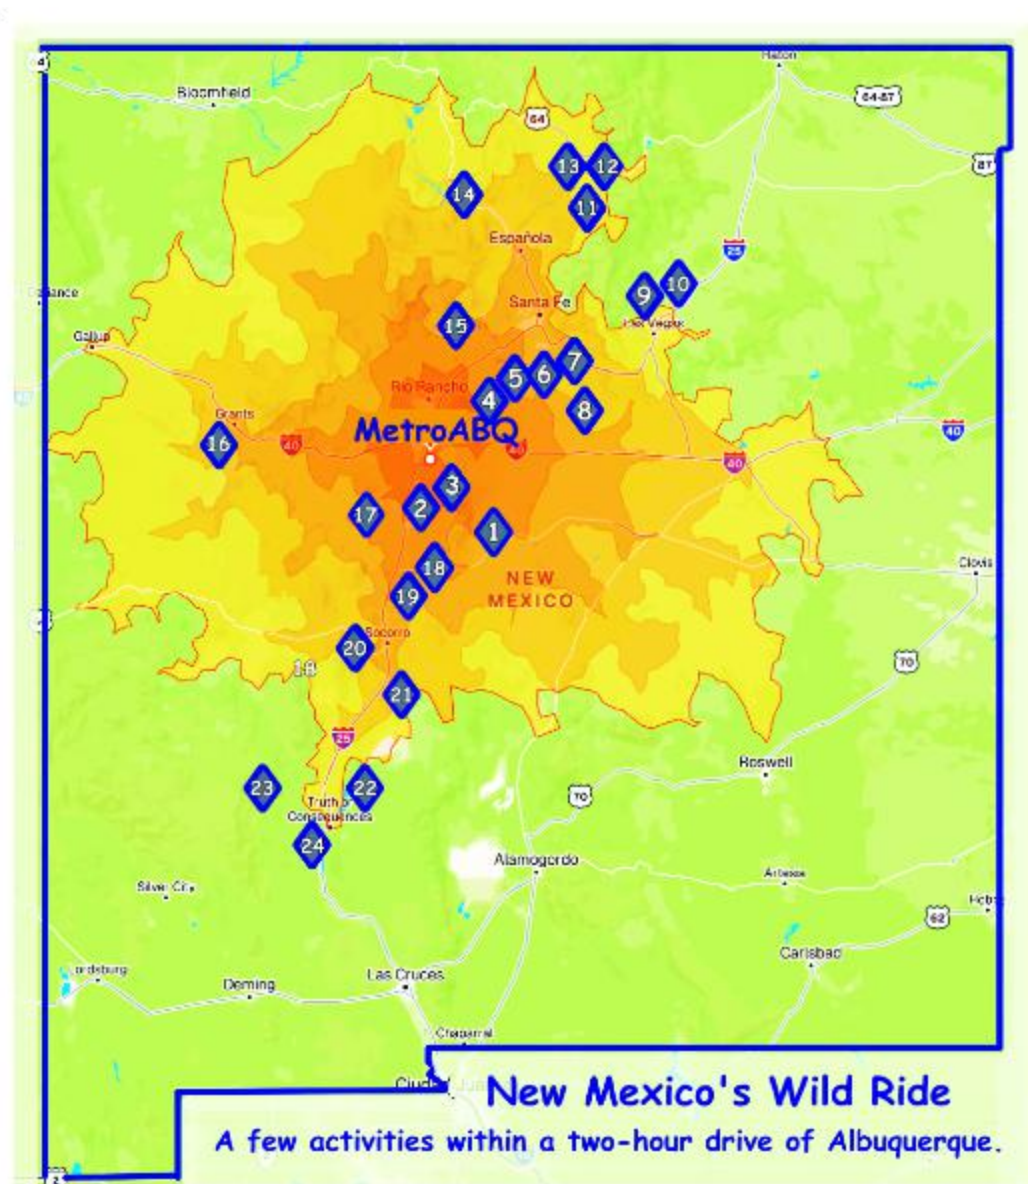 Raton
Bloomfield
64
64-87
87
13
12
14
11
Española
25
10
9
Santa Fe
Las Vegas
15
Gallup
7
5
6
Rio Rancho
4
8
Grants
MetroABQ
16
40
40
40
40
3
2
17
1
18
NEW
MEXICO
Clovis
19
Socorro
20
70
21
25
Roswell
23
22
70
Truth or
Consequences
24
Alamogordo
Silver City
Artesia
62
Carlsbad
ordsburg
Deming
Las Cruces
Chaparral
New Mexico's Wild Ride
A few activities within a two-hour drive of Albuquerque.